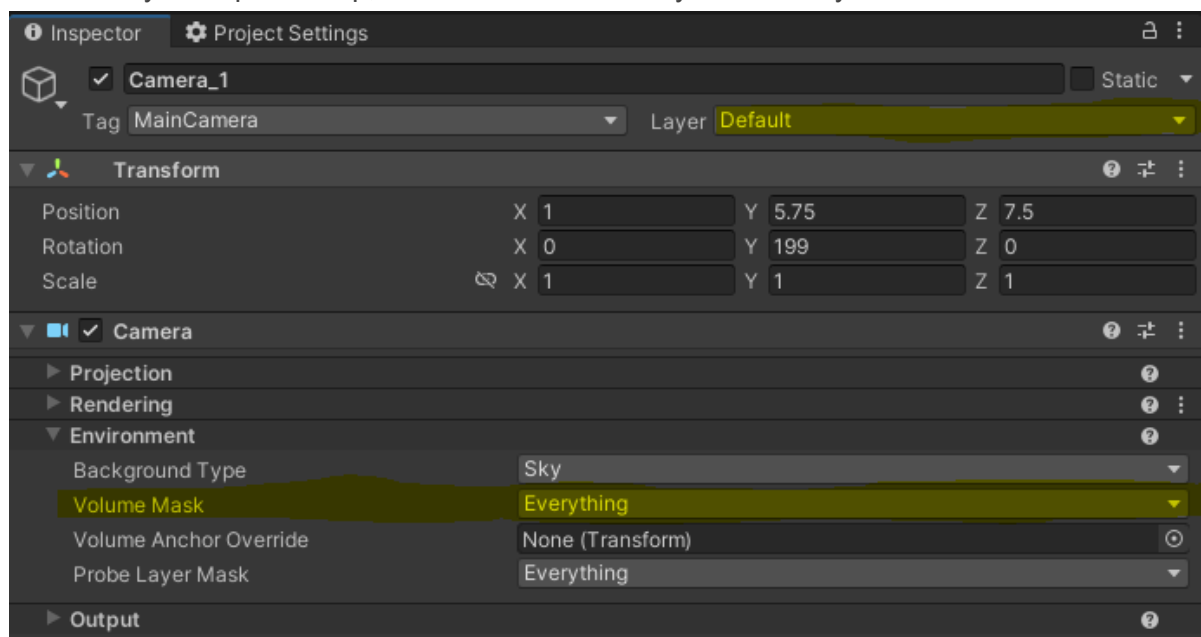 Inspector Project Settings
Camera_1 Static
Tag MainCamera Layer Default
Transform
Position X 1 Y 5.75 Z 7.5
Rotation X 0 Y 199 Z 0
Scale X 1 Y 1 Z 1
Camera
Projection
Rendering
Environment
Background Type Sky
Volume Mask Everything
Volume Anchor Override None (Transform)
Probe Layer Mask Everything
Output